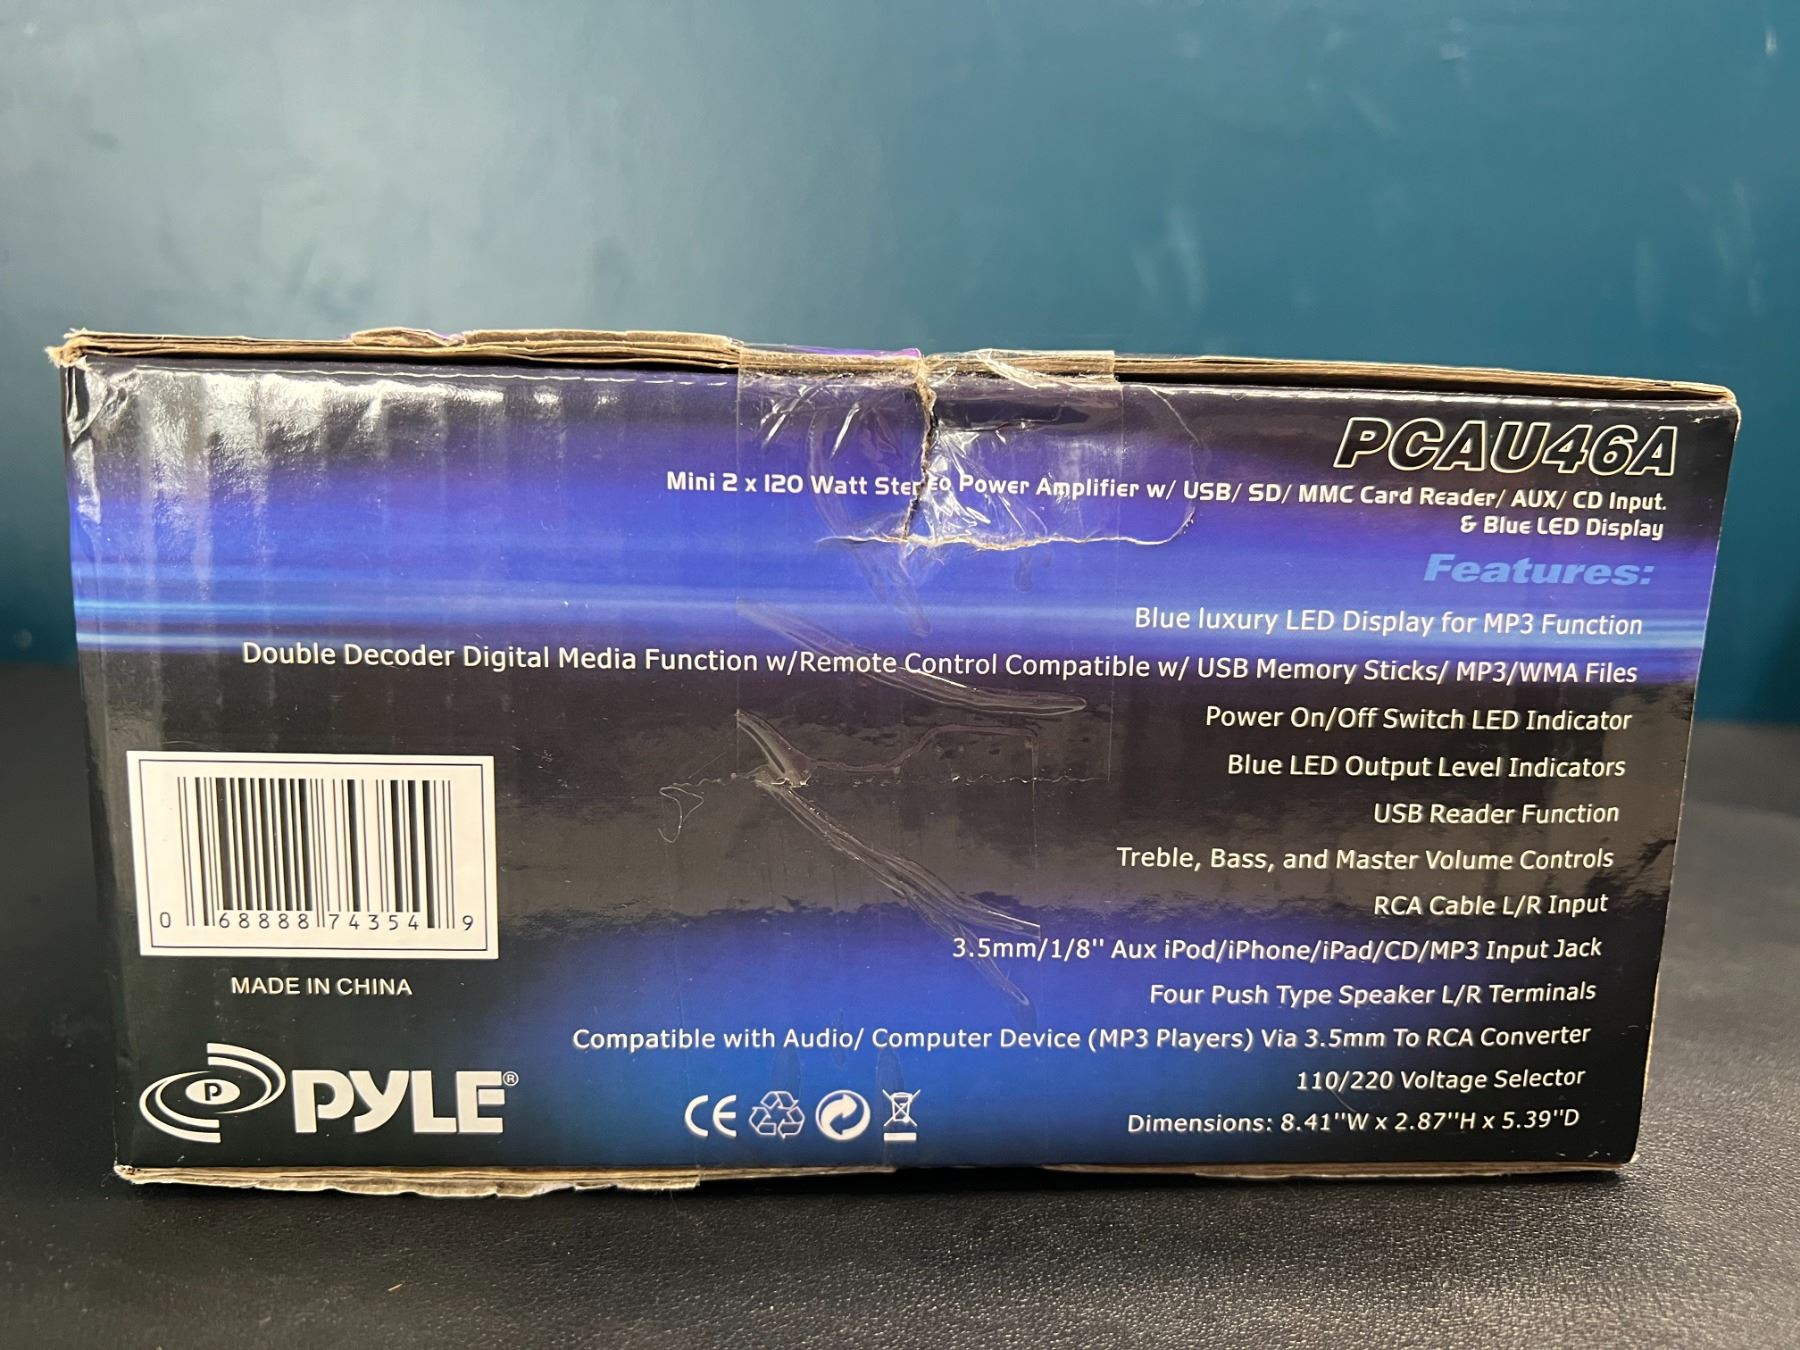 PCAU46A
Mini 2 x 120 Watt Stereo Power Amplifier w/ USB/ SD/ MMC Card Reader/ AUX/ CD Input.
& Blue LED Display
Features:
Blue luxury LED Display for MP3 Function
Double Decoder Digital Media Function w/Remote Control Compatible w/ USB Memory Sticks/ MP3/WMA Files
Power On/Off Switch LED Indicator
Blue LED Output Level Indicators
USB Reader Function
Treble, Bass, and Master Volume Controls
RCA Cable L/R Input
3.5mm/1/8'' Aux iPod/iPhone/iPad/CD/MP3 Input Jack
Four Push Type Speaker L/R Terminals
Compatible with Audio/ Computer Device (MP3 Players) Via 3.5mm To RCA Converter
110/220 Voltage Selector
Dimensions: 8.41''W x 2.87''H x 5.39''D
0 68888 74354 9
MADE IN CHINA
P PYLE®
CE